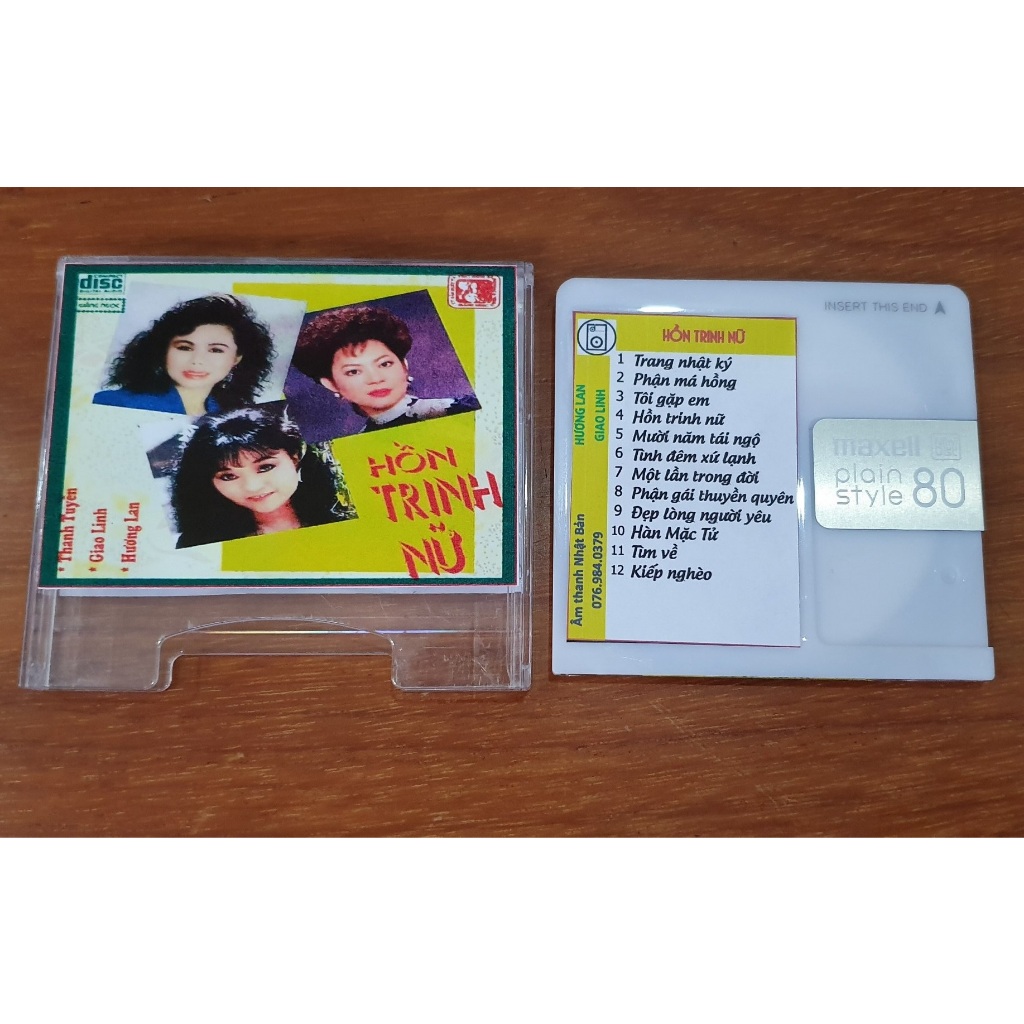 disc
DIGITAL AUDIO
HỒN
TRINH
NỮ
* Thanh Tuyền
* Giao Linh
* Hương Lan
INSERT THIS END
HỒN TRINH NỮ
1 Trang nhật ký
2 Phận má hồng
3 Tôi gặp em
4 Hồn trinh nữ
5 Mười năm tái ngộ
6 Tình đêm xứ lạnh
7 Một lần trong đời
8 Phận gái thuyền quyên
9 Đẹp lòng người yêu
10 Hàn Mặc Tử
11 Tìm về
12 Kiếp nghèo
HƯƠNG LAN
GIAO LINH
Âm thanh Nhật Bản
076.984.0379
maxell
plain
style 80